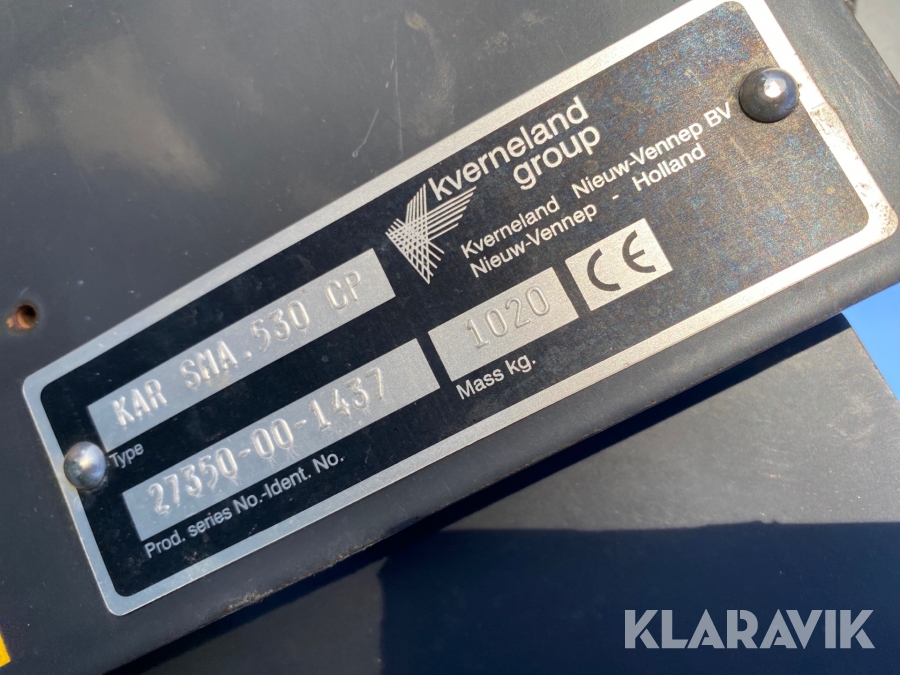 kverneland
group
Kverneland Nieuw-Vennep BV
Nieuw-Vennep - Holland
KAR SMA.530 CP
Type
1020
Mass kg.
CE
27350-00-1437
Prod. series No.-Ident. No.
KLARAVIK